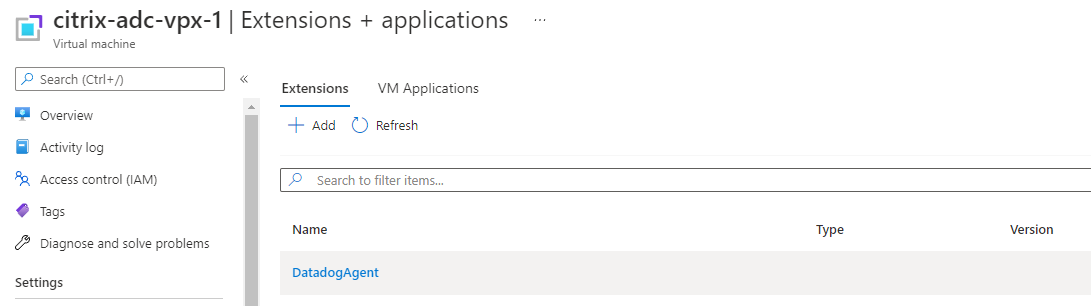 citrix-adc-vpx-1 | Extensions + applications ...
Virtual machine
Search (Ctrl+/)
«
Overview
Activity log
Access control (IAM)
Tags
Diagnose and solve problems
Settings
Extensions VM Applications
+ Add Refresh
Search to filter items...
Name Type Version
DatadogAgent